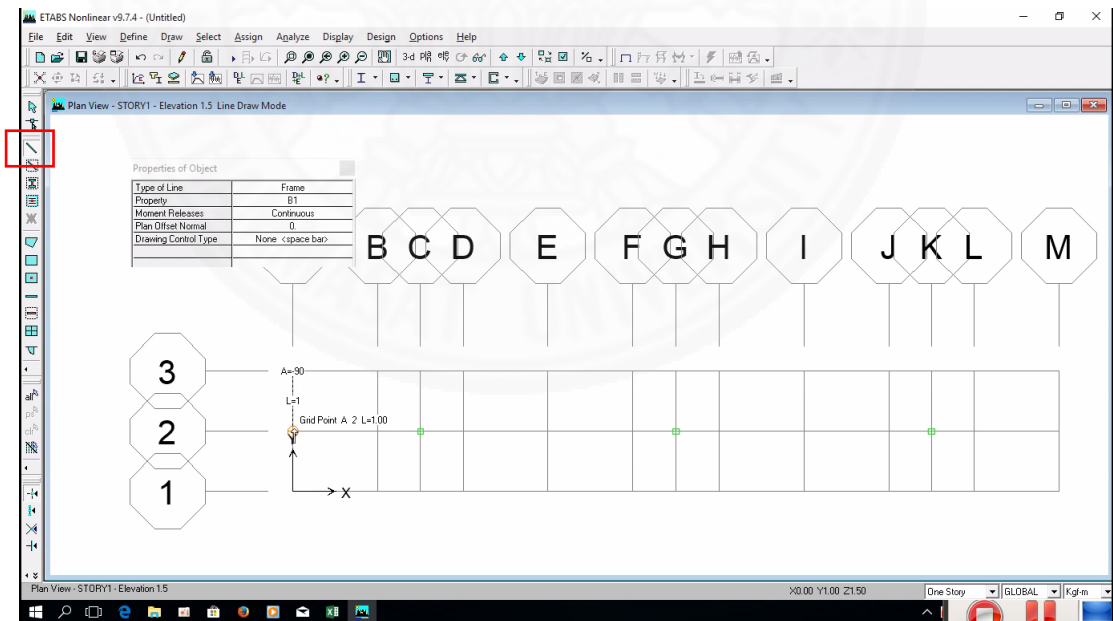 ETABS Nonlinear v9.7.4 - (Untitled)
File Edit View Define Draw Select Assign Analyze Display Design Options Help
3-d
Plan View - STORY1 - Elevation 1.5 Line Draw Mode
Properties of Object
Type of Line Frame
Property B1
Moment Releases Continuous
Plan Offset Normal 0.
Drawing Control Type None <space bar>
B C D E F G H I J K L M
3
A=-90
L=1
Grid Point A 2 L=1.00
2
1
X
Plan View - STORY1 - Elevation 1.5
X0.00 Y1.00 Z1.50
One Story GLOBAL Kgf-m